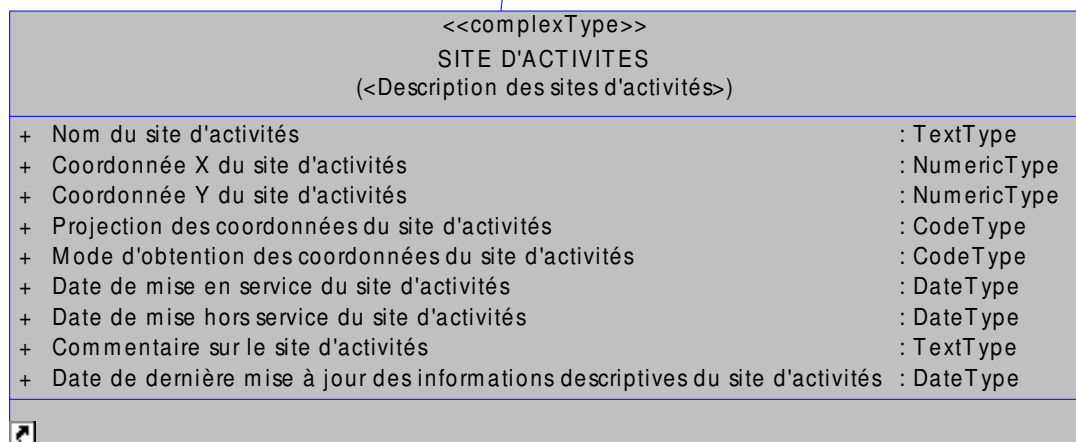 <<complexType>>
SITE D'ACTIVITES
(<Description des sites d'activités>)
+ Nom du site d'activités : TextType
+ Coordonnée X du site d'activités : NumericType
+ Coordonnée Y du site d'activités : NumericType
+ Projection des coordonnées du site d'activités : CodeType
+ Mode d'obtention des coordonnées du site d'activités : CodeType
+ Date de mise en service du site d'activités : DateType
+ Date de mise hors service du site d'activités : DateType
+ Commentaire sur le site d'activités : TextType
+ Date de dernière mise à jour des informations descriptives du site d'activités : DateType